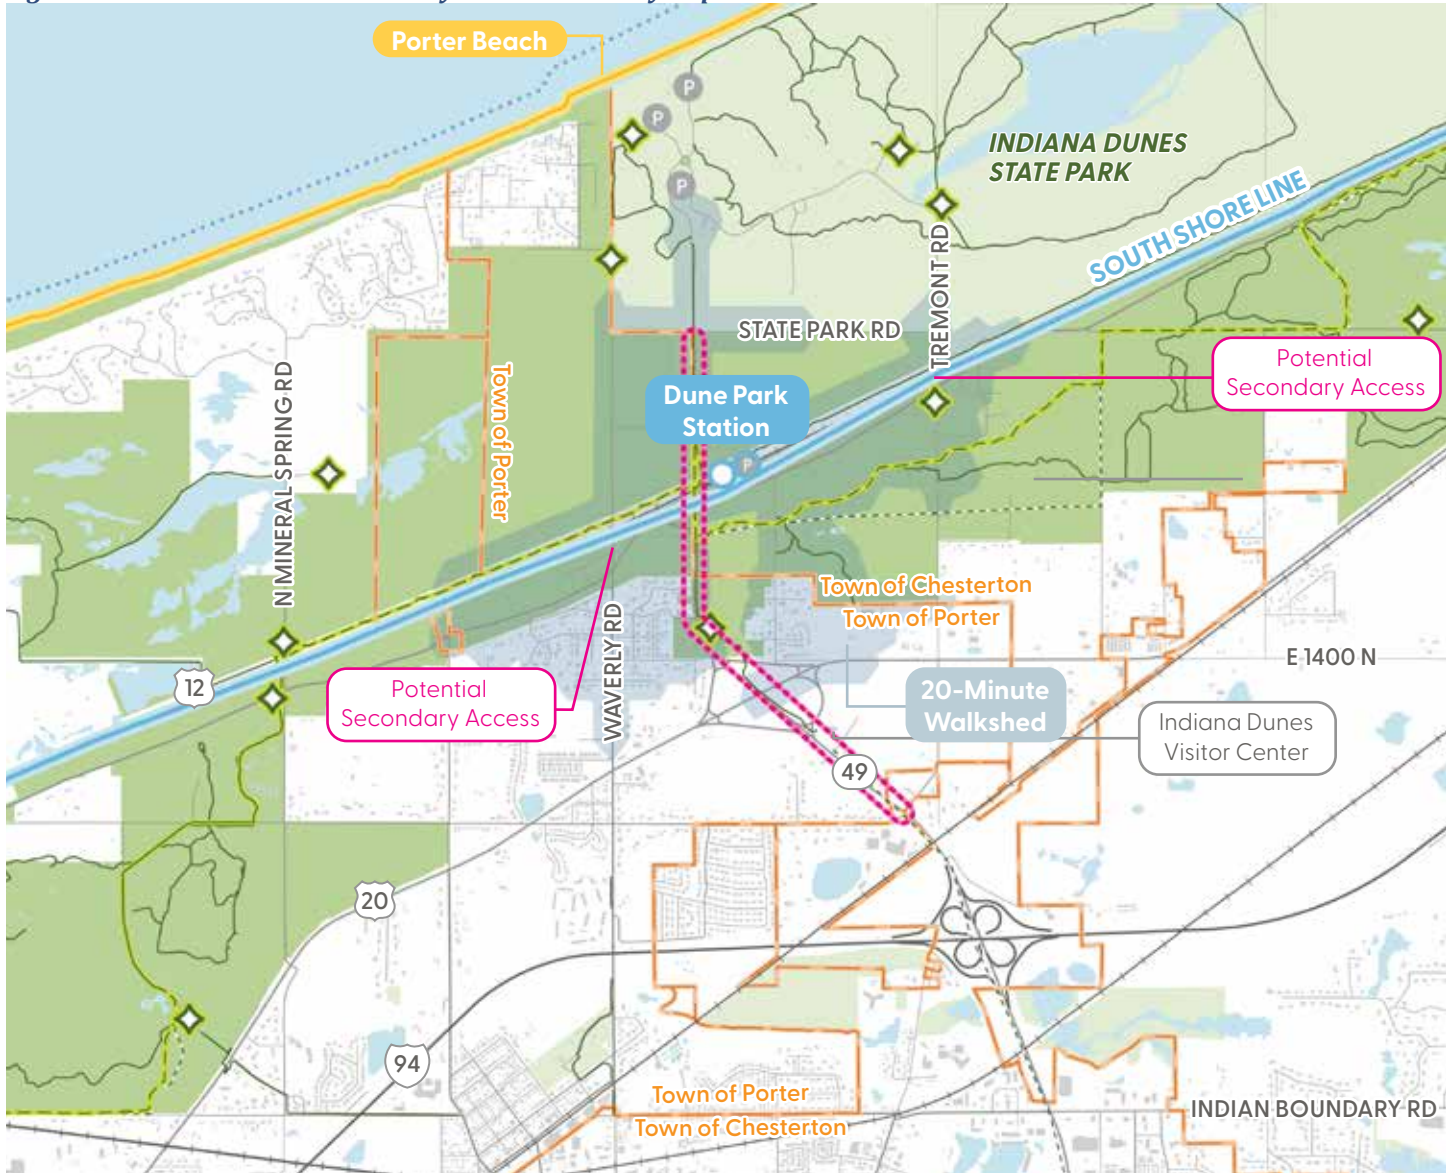 Porter Beach
P
P
P
INDIANA DUNES
STATE PARK
SOUTH SHORE LINE
TREMONT RD
STATE PARK RD
Potential
Secondary Access
N MINERAL SPRING RD
Town of Porter
Dune Park
Station
P
Town of Chesterton
Town of Porter
WAVERLY RD
E 1400 N
12
Potential
Secondary Access
20-Minute
Walkshed
Indiana Dunes
Visitor Center
49
20
94
Town of Porter
Town of Chesterton
INDIAN BOUNDARY RD